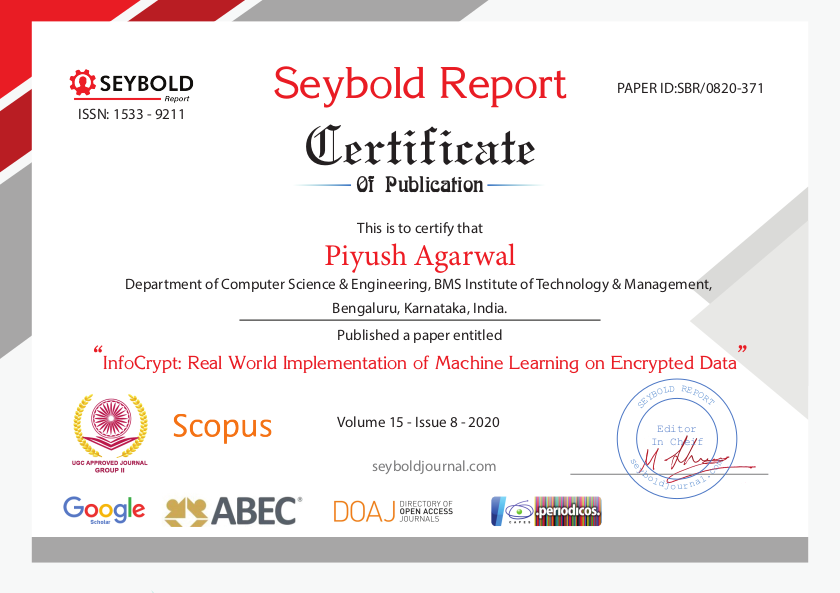 SEYBOLD
Report
ISSN: 1533 - 9211
Seybold Report
PAPER ID:SBR/0820-371
Certificate
Of Publication
This is to certify that
Piyush Agarwal
Department of Computer Science & Engineering, BMS Institute of Technology & Management,
Bengaluru, Karnataka, India.
Published a paper entitled
“InfoCrypt: Real World Implementation of Machine Learning on Encrypted Data”
UGC APPROVED JOURNAL
GROUP II
Scopus
Volume 15 - Issue 8 - 2020
seyboldjournal.com
SEYBOLD REPORT
Editor
In Cheif
seyboldjournal.com
Google
Scholar
ABEC®
DOAJ
DIRECTORY OF
OPEN ACCESS
JOURNALS
CAPES
.periodicos.